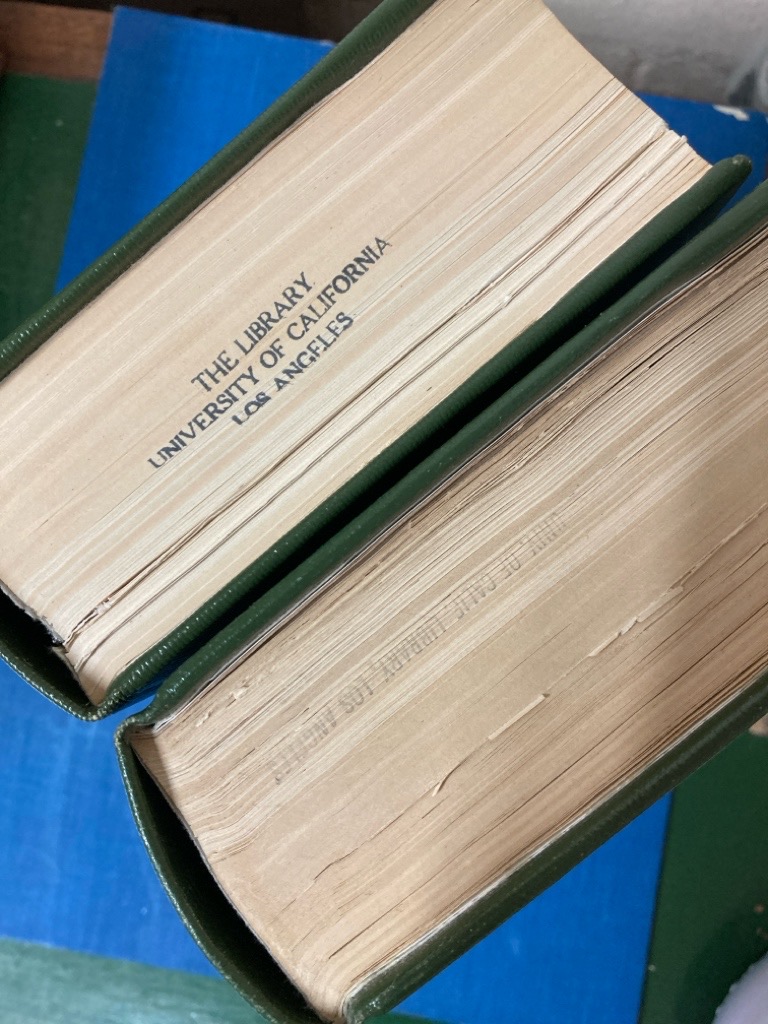 THE LIBRARY
UNIVERSITY OF CALIFORNIA
LOS ANGELES
UNIV. OF CALIF. LIBRARY, LOS ANGELES